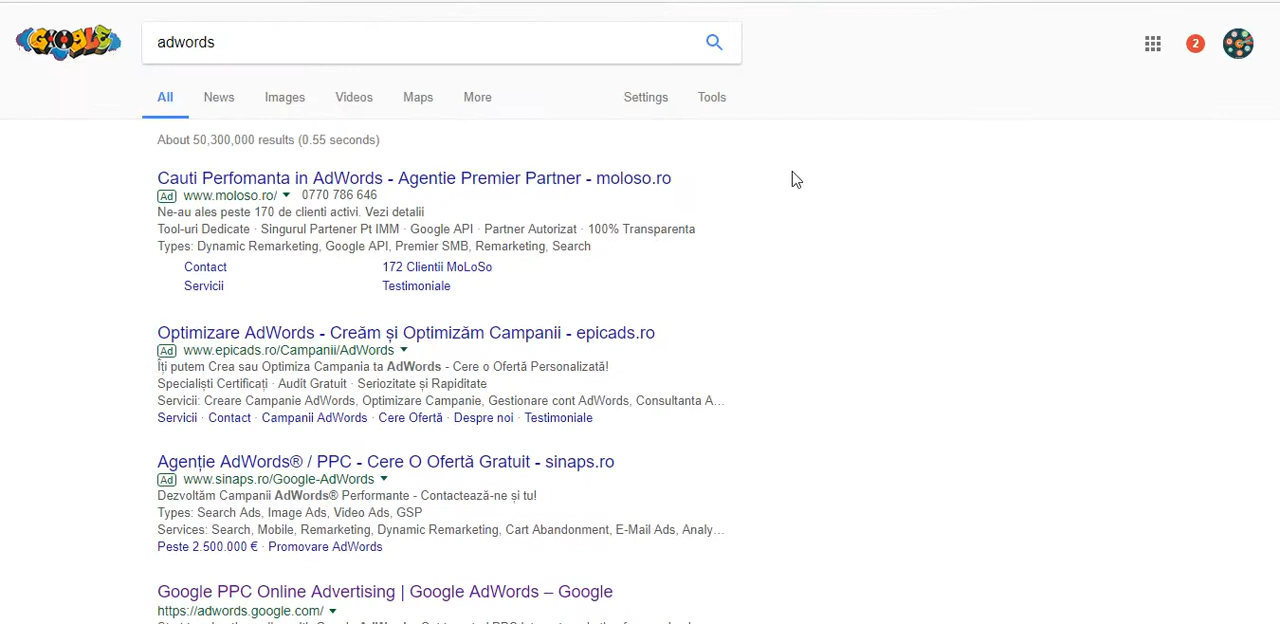 GOOGLE
adwords
2
All News Images Videos Maps More Settings Tools
About 50,300,000 results (0.55 seconds)
Cauti Perfomanta in AdWords - Agentie Premier Partner - moloso.ro
Ad www.moloso.ro/ 0770 786 646
Ne-au ales peste 170 de clienti activi. Vezi detalii
Tool-uri Dedicate · Singurul Partener Pt IMM · Google API · Partner Autorizat · 100% Transparenta
Types: Dynamic Remarketing, Google API, Premier SMB, Remarketing, Search
Contact 172 Clientii MoLoSo
Servicii Testimoniale
Optimizare AdWords - Creăm și Optimizăm Campanii - epicads.ro
Ad www.epicads.ro/Campanii/AdWords
Îți putem Crea sau Optimiza Campania ta AdWords - Cere o Ofertă Personalizată!
Specialiști Certificați · Audit Gratuit · Seriozitate și Rapiditate
Servicii: Creare Campanie AdWords, Optimizare Campanie, Gestionare cont AdWords, Consultanta A...
Servicii · Contact · Campanii AdWords · Cere Ofertă · Despre noi · Testimoniale
Agenție AdWords® / PPC - Cere O Ofertă Gratuit - sinaps.ro
Ad www.sinaps.ro/Google-AdWords
Dezvoltăm Campanii AdWords® Performante - Contactează-ne și tu!
Types: Search Ads, Image Ads, Video Ads, GSP
Services: Search, Mobile, Remarketing, Dynamic Remarketing, Cart Abandonment, E-Mail Ads, Analy...
Peste 2.500.000 € · Promovare AdWords
Google PPC Online Advertising | Google AdWords – Google
https://adwords.google.com/